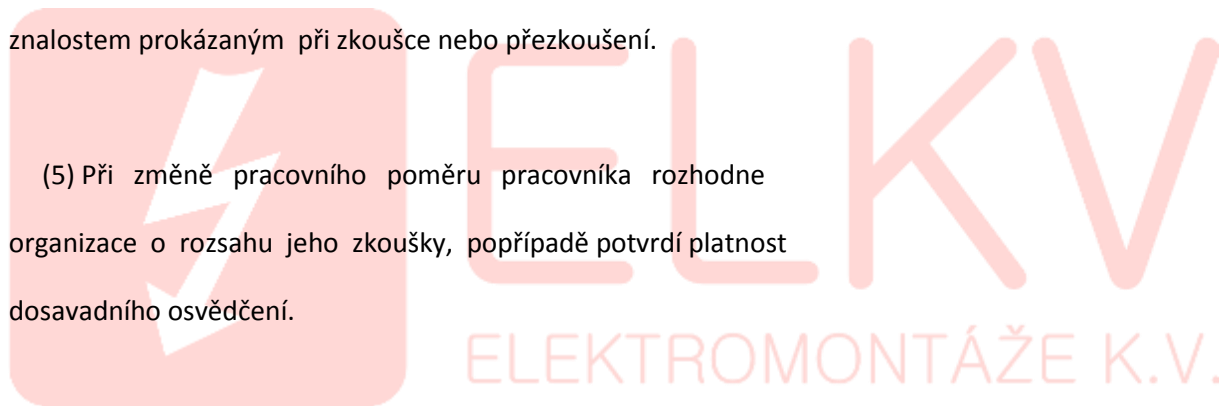 znalostem prokázaným při zkoušce nebo přezkoušení.
(5) Při změně pracovního poměru pracovníka rozhodne
organizace o rozsahu jeho zkoušky, popřípadě potvrdí platnost
dosavadního osvědčení.
ELKV
ELEKTROMONTÁŽE K.V.